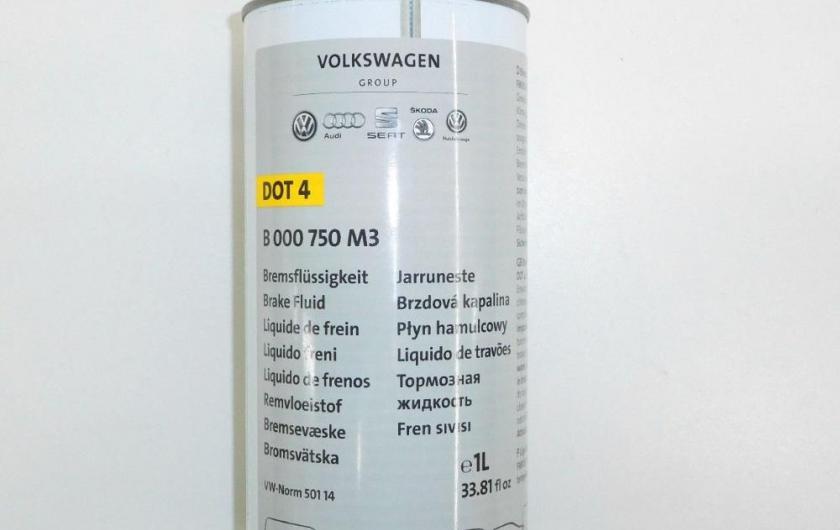 VOLKSWAGEN
GROUP
Audi
SEAT
ŠKODA
DOT 4
B 000 750 M3
Bremsflüssigkeit
Brake Fluid
Liquide de frein
Liquido freni
Liquido de frenos
Remvloeistof
Bremsevæske
Bromsvätska
Jarruneste
Brzdová kapalina
Płyn hamulcowy
Liquido de travões
Тормозная
жидкость
Fren sıvısı
VW-Norm 501 14
e 1L
33.81 fl oz